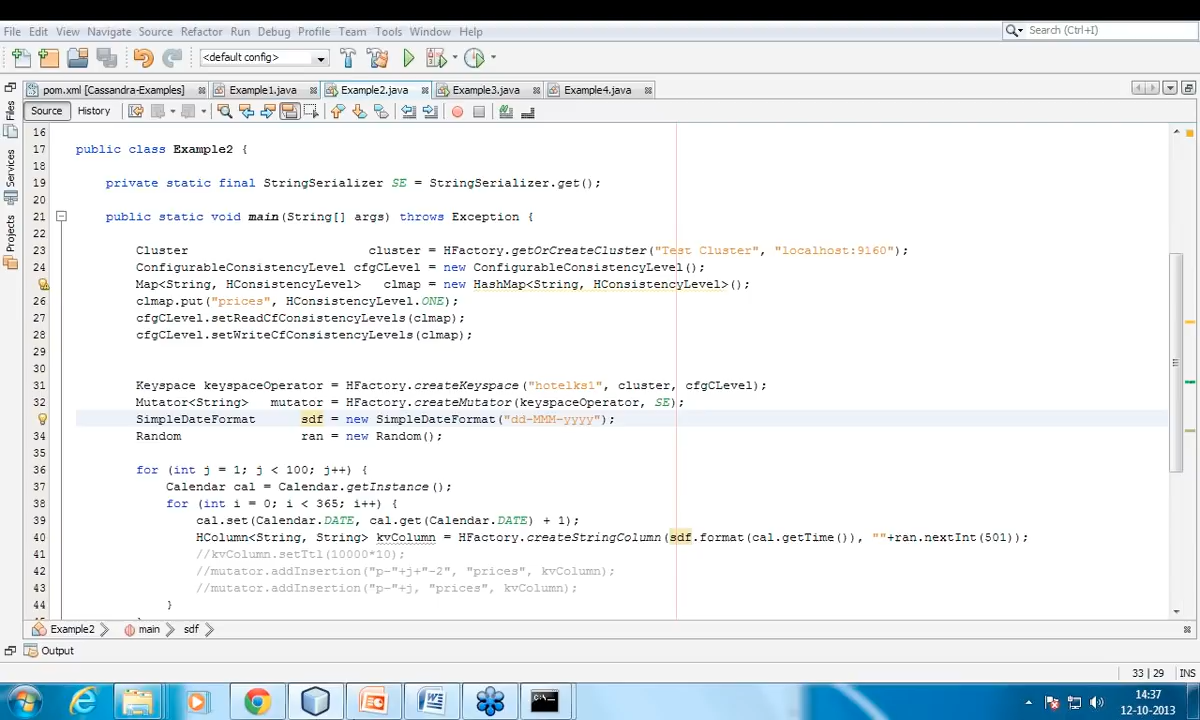 File Edit View Navigate Source Refactor Run Debug Profile Team Tools Window Help
Search (Ctrl+I)
<default config>
pom.xml [Cassandra-Examples] Example1.java Example2.java Example3.java Example4.java
Source History
Files
Services
Projects
16
17 public class Example2 {
18
19 private static final StringSerializer SE = StringSerializer.get();
20
21 public static void main(String[] args) throws Exception {
22
23 Cluster cluster = HFactory.getOrCreateCluster("Test Cluster", "localhost:9160");
24 ConfigurableConsistencyLevel cfgCLevel = new ConfigurableConsistencyLevel();
Map<String, HConsistencyLevel> clmap = new HashMap<String, HConsistencyLevel>();
26 clmap.put("prices", HConsistencyLevel.ONE);
27 cfgCLevel.setReadCfConsistencyLevels(clmap);
28 cfgCLevel.setWriteCfConsistencyLevels(clmap);
29
30
31 Keyspace keyspaceOperator = HFactory.createKeyspace("hotelks1", cluster, cfgCLevel);
32 Mutator<String> mutator = HFactory.createMutator(keyspaceOperator, SE);
SimpleDateFormat sdf = new SimpleDateFormat("dd-MMM-yyyy");
34 Random ran = new Random();
35
36 for (int j = 1; j < 100; j++) {
37 Calendar cal = Calendar.getInstance();
38 for (int i = 0; i < 365; i++) {
39 cal.set(Calendar.DATE, cal.get(Calendar.DATE) + 1);
40 HColumn<String, String> kvColumn = HFactory.createStringColumn(sdf.format(cal.getTime()), ""+ran.nextInt(501));
41 //kvColumn.setTtl(10000*10);
42 //mutator.addInsertion("p-"+j+"-2", "prices", kvColumn);
43 //mutator.addInsertion("p-"+j, "prices", kvColumn);
44 }
Example2 main sdf
Output
33 | 29 INS
14:37
12-10-2013